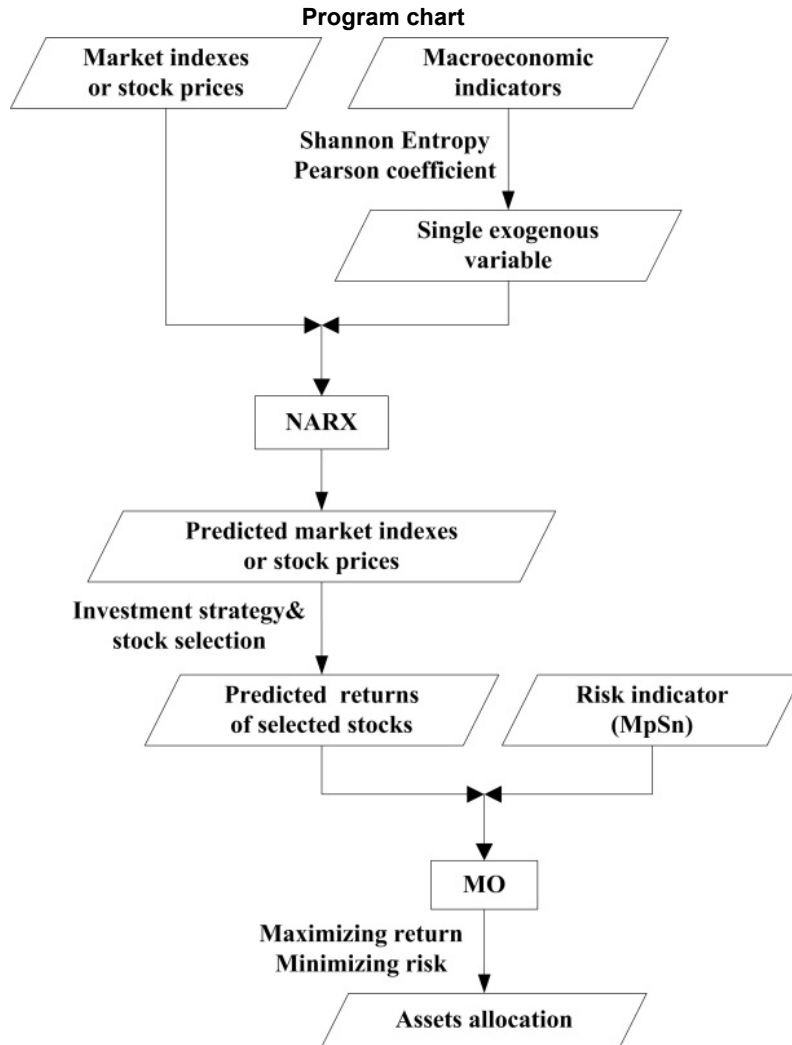 Program chart
Market indexes
or stock prices
Macroeconomic
indicators
Shannon Entropy
Pearson coefficient
Single exogenous
variable
NARX
Predicted market indexes
or stock prices
Investment strategy&
stock selection
Predicted returns
of selected stocks
Risk indicator
(MpSn)
MO
Maximizing return
Minimizing risk
Assets allocation